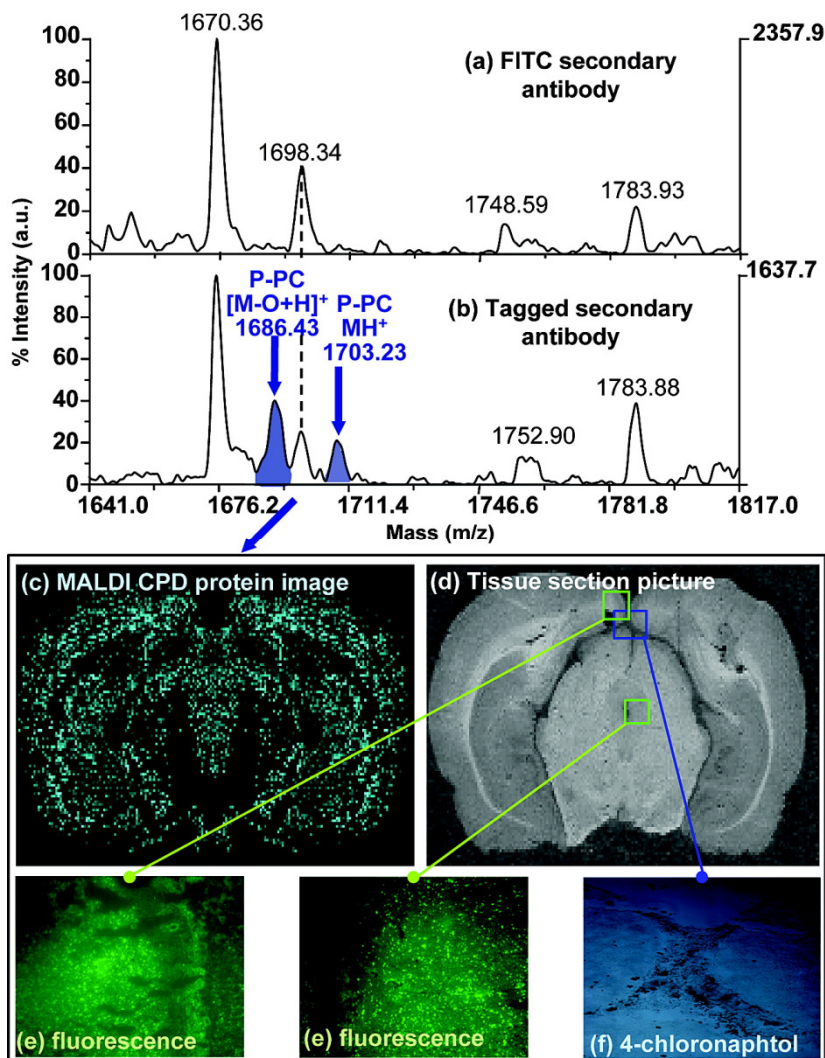 1670.36
2357.9
(a) FITC secondary
antibody
1698.34
1748.59
1783.93
100
80
60
40
20
0
% Intensity (a.u.)
1637.7
P-PC
[M-O+H]+
1686.43
P-PC
MH+
1703.23
(b) Tagged secondary
antibody
1783.88
1752.90
100
80
60
40
20
0
1641.0 1676.2 1711.4 1746.6 1781.8 1817.0
Mass (m/z)
(c) MALDI CPD protein image
(d) Tissue section picture
(e) fluorescence
(e) fluorescence
(f) 4-chloronaphtol